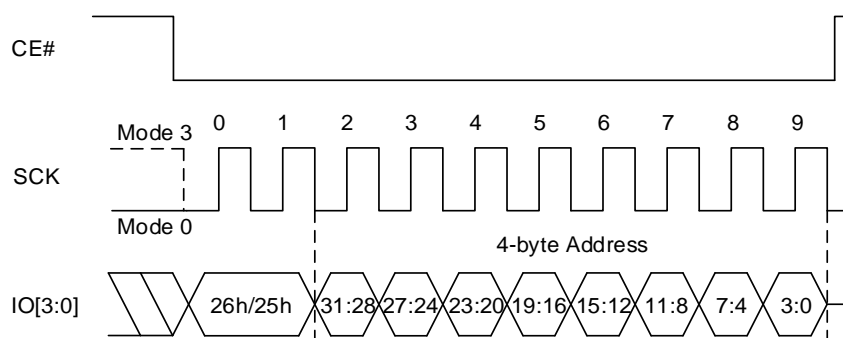 CE#
Mode 3 0 1 2 3 4 5 6 7 8 9
SCK
Mode 0
4-byte Address
IO[3:0] 26h/25h 31:28 27:24 23:20 19:16 15:12 11:8 7:4 3:0